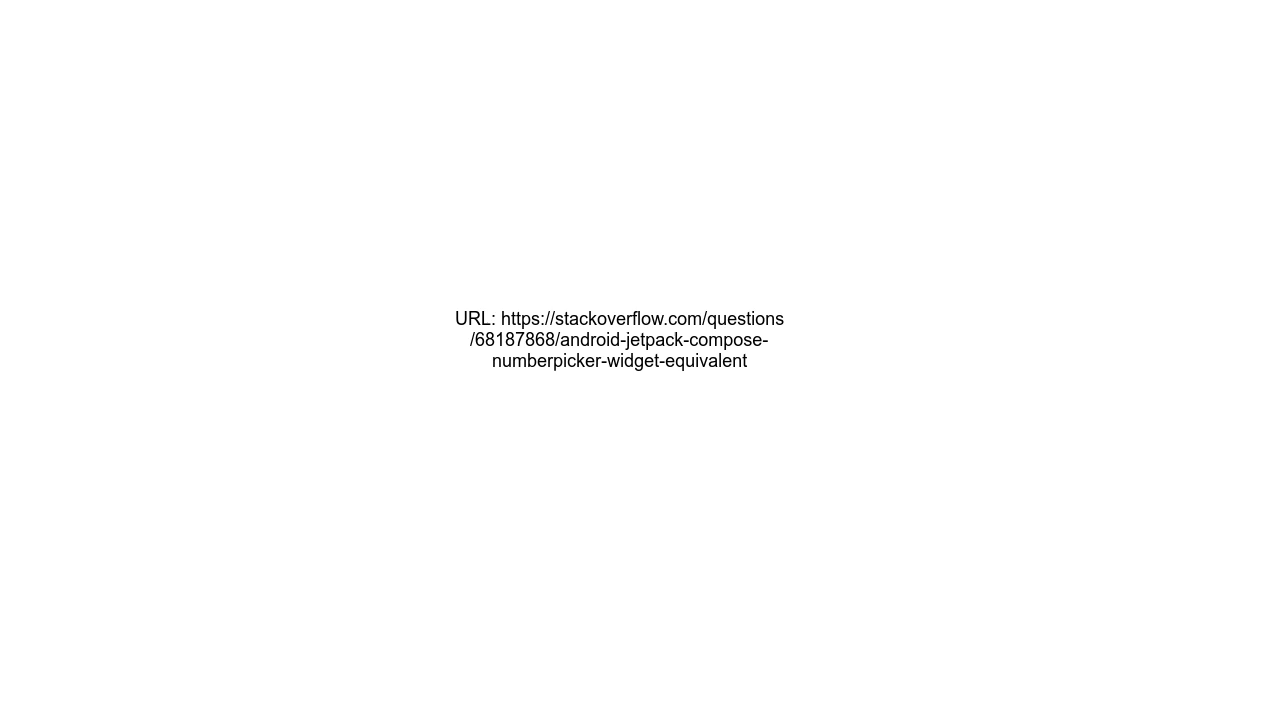 URL: https://stackoverflow.com/questions
/68187868/android-jetpack-compose-
numberpicker-widget-equivalent